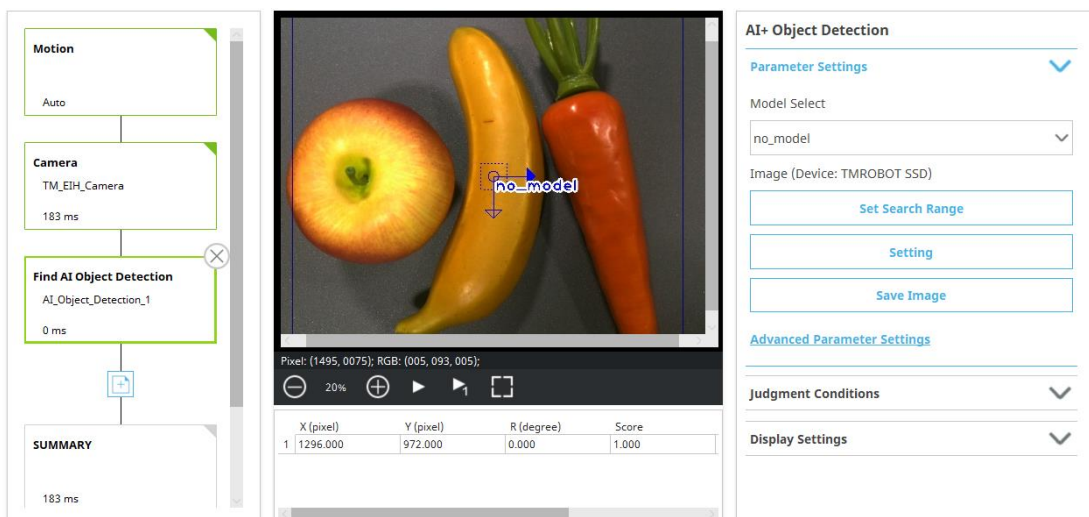 Motion
Auto
Camera
TM_EIH_Camera
183 ms
Find AI Object Detection
AI_Object_Detection_1
0 ms
SUMMARY
183 ms
no_model
Pixel: (1495, 0075); RGB: (005, 093, 005);
20%
1
X (pixel) Y (pixel) R (degree) Score
1 1296.000 972.000 0.000 1.000
AI+ Object Detection
Parameter Settings
Model Select
no_model
Image (Device: TMROBOT SSD)
Set Search Range
Setting
Save Image
Advanced Parameter Settings
Judgment Conditions
Display Settings